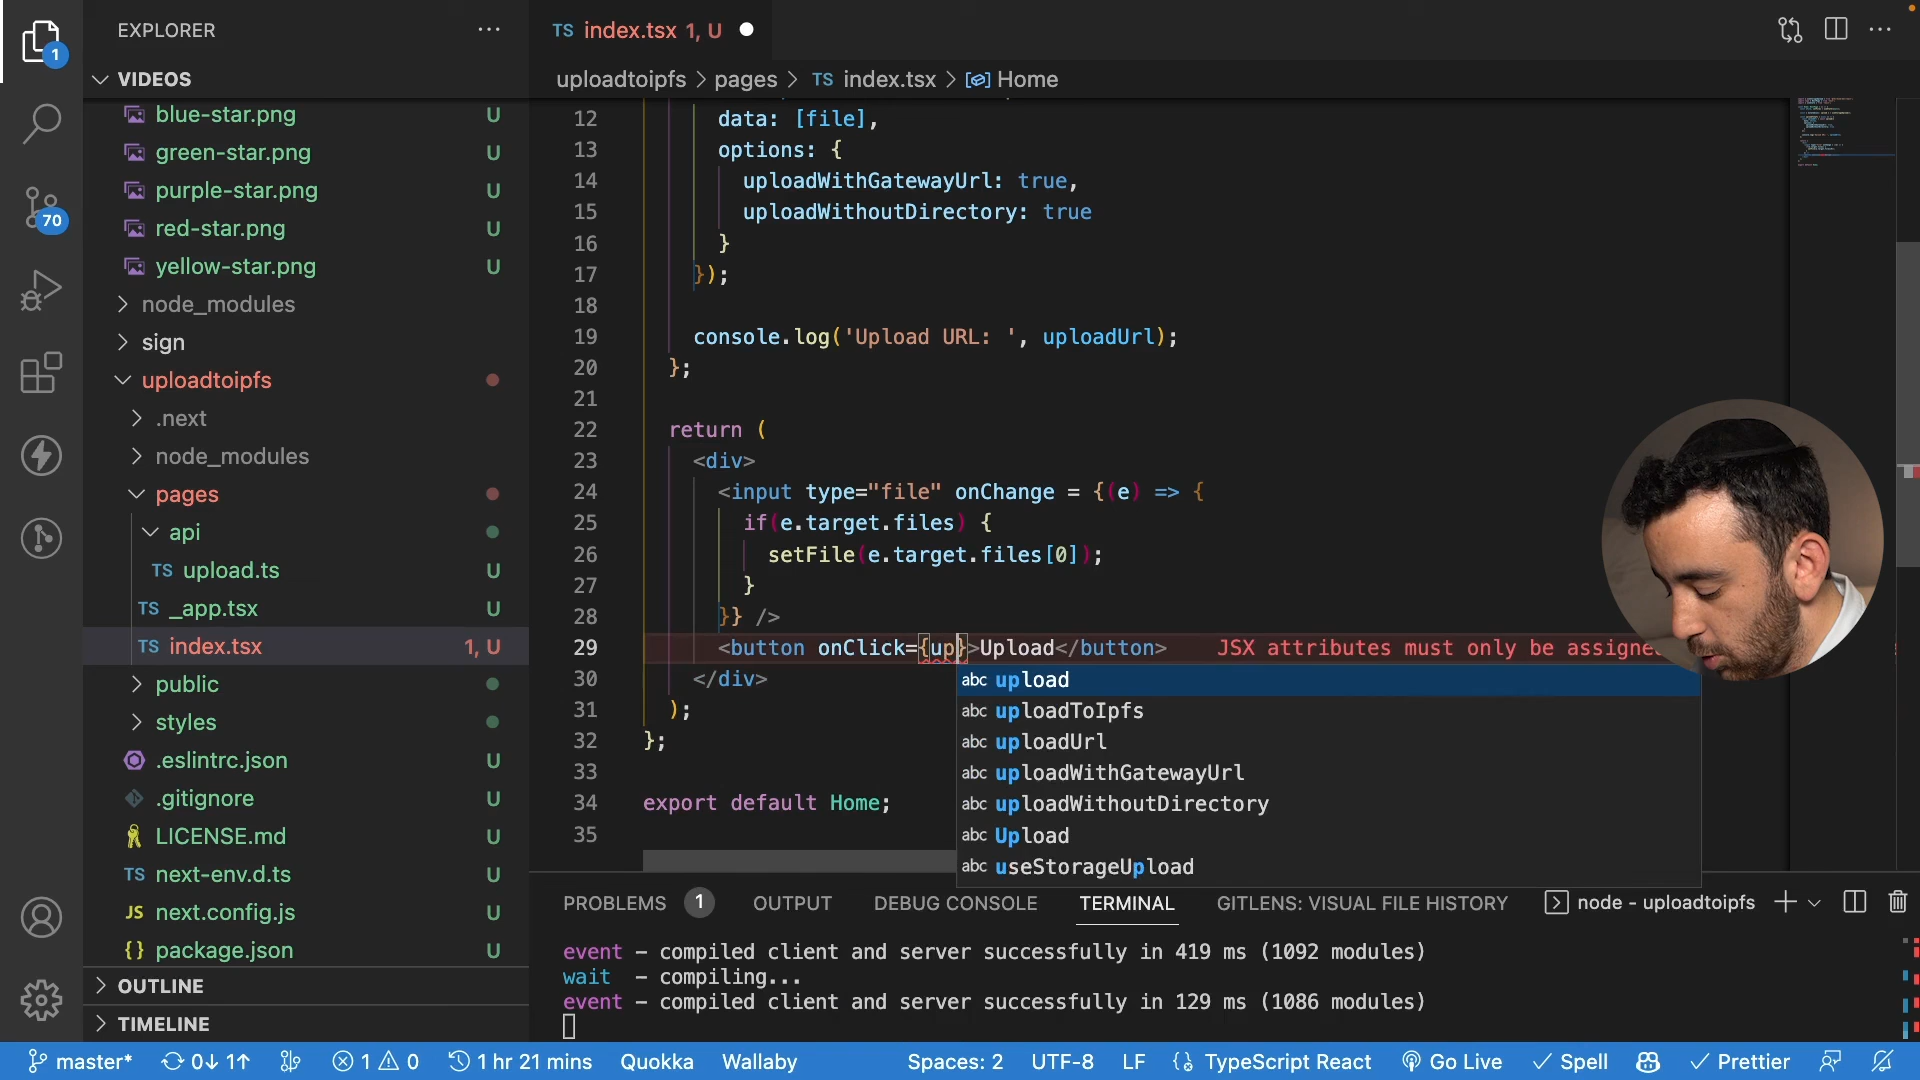 EXPLORER
VIDEOS
blue-star.png U
green-star.png U
purple-star.png U
red-star.png U
yellow-star.png U
node_modules
sign
uploadtoipfs
.next
node_modules
pages
api
TS upload.ts U
TS _app.tsx U
TS index.tsx 1, U
public
styles
.eslintrc.json U
.gitignore U
LICENSE.md U
TS next-env.d.ts U
JS next.config.js U
{} package.json U
OUTLINE
TIMELINE
1
70
TS index.tsx 1, U
uploadtoipfs > pages > TS index.tsx > Home
12 data: [file],
13 options: {
14 uploadWithGatewayUrl: true,
15 uploadWithoutDirectory: true
16 }
17 });
18
19 console.log('Upload URL: ', uploadUrl);
20 };
21
22 return (
23 <div>
24 <input type="file" onChange = {(e) => {
25 if(e.target.files) {
26 setFile(e.target.files[0]);
27 }
28 }} />
29 <button onClick={up}>Upload</button> JSX attributes must only be
30 </div>
31 );
32 };
33
34 export default Home;
35
abc upload
abc uploadToIpfs
abc uploadUrl
abc uploadWithGatewayUrl
abc uploadWithoutDirectory
abc Upload
abc useStorageUpload
PROBLEMS 1 OUTPUT DEBUG CONSOLE TERMINAL GITLENS: VISUAL FILE HISTORY node - uploadtoipfs
event - compiled client and server successfully in 419 ms (1092 modules)
wait - compiling...
event - compiled client and server successfully in 129 ms (1086 modules)
master* 0↓ 1↑ 1 0 1 hr 21 mins Quokka Wallaby Spaces: 2 UTF-8 LF {} TypeScript React Go Live Spell Prettier